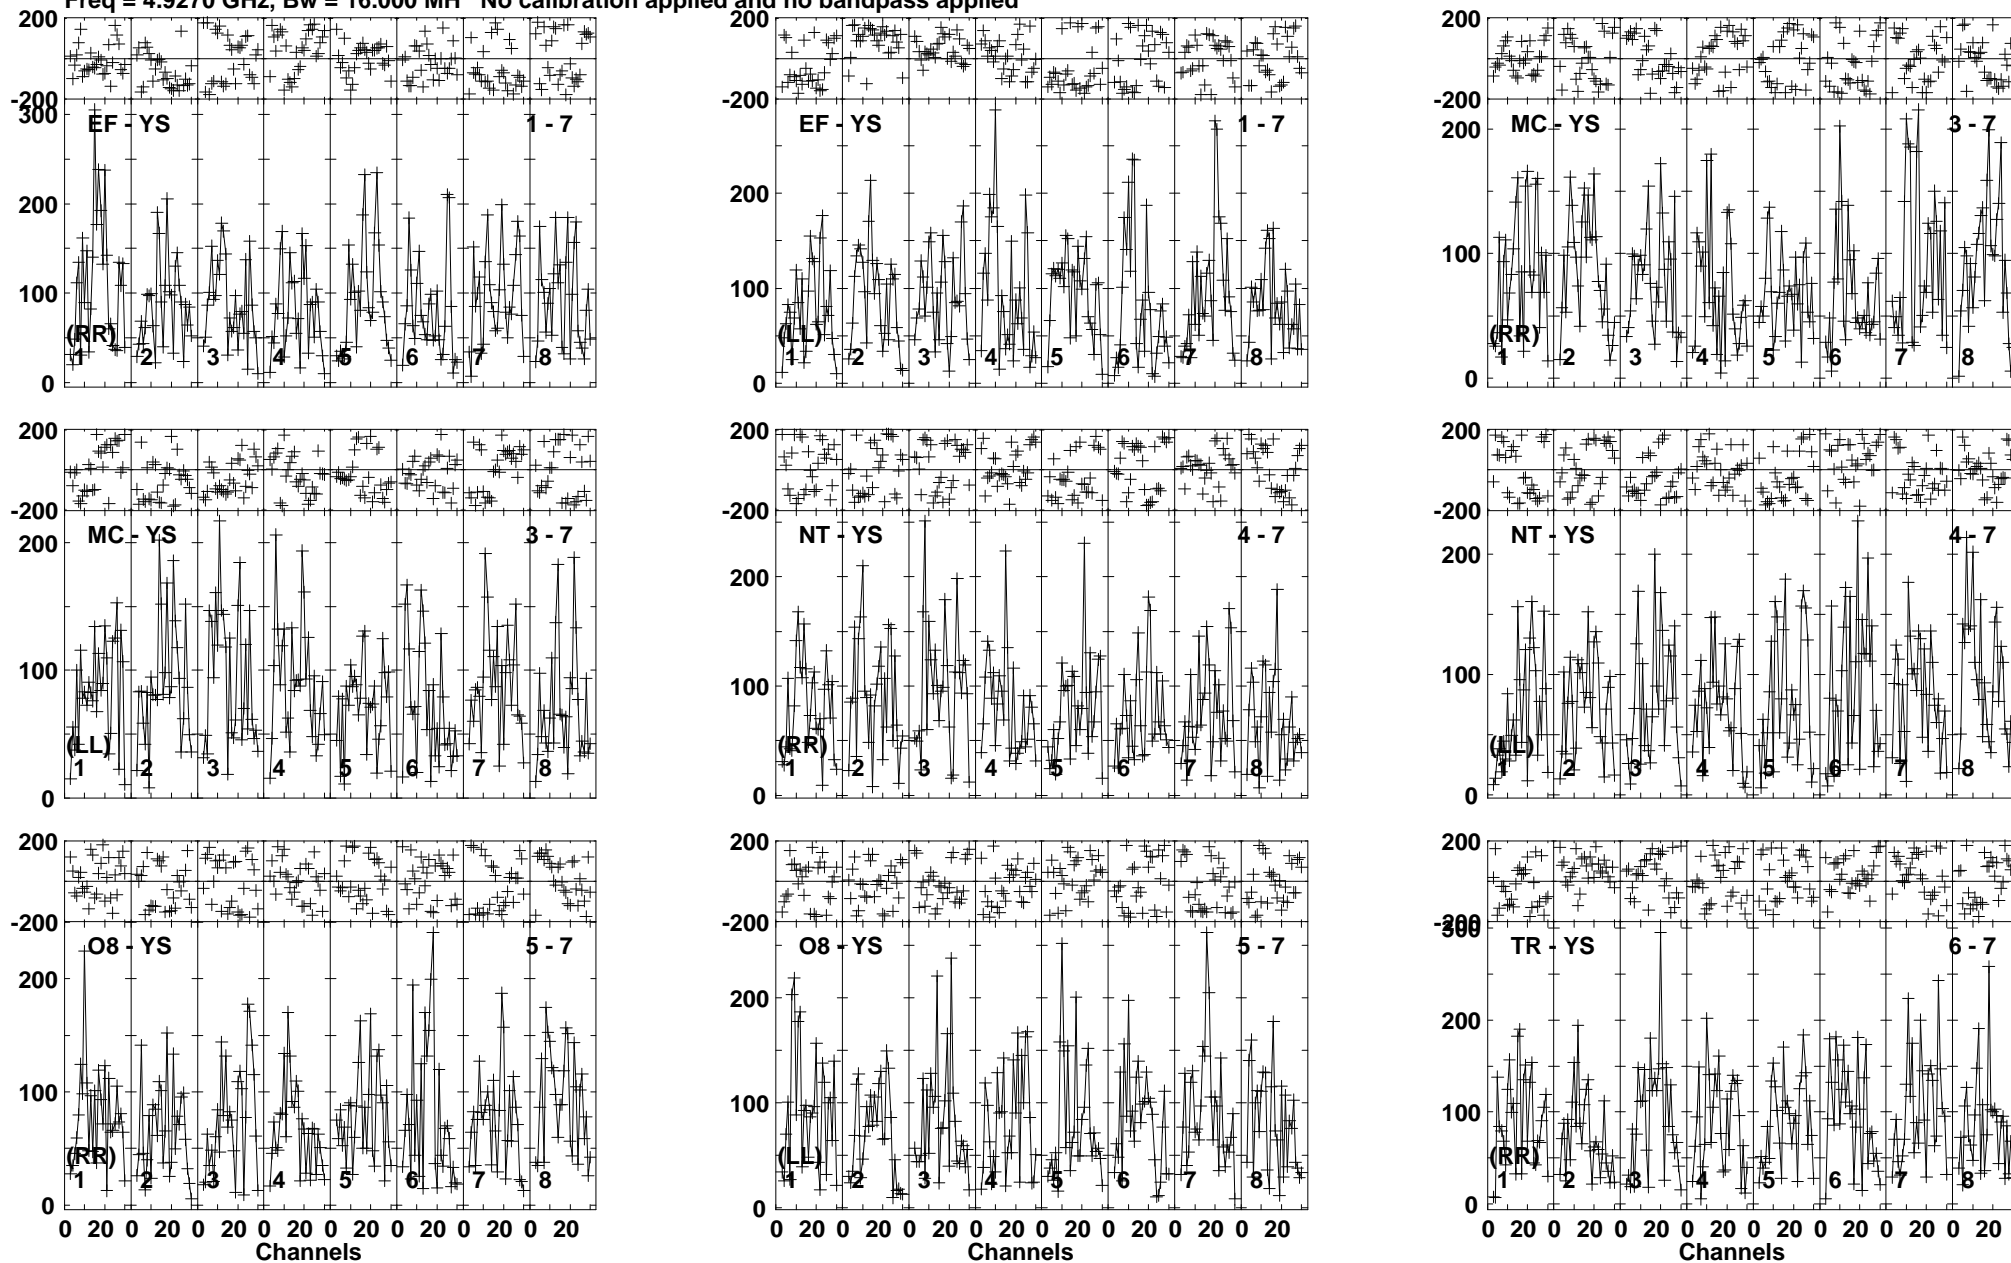 Freq = 4.9270 GHz, Bw = 16.000 MH No calibration applied and no bandpass applied
200 200 200
-200 -200 -200
300 EF - YS 1 - 7 EF - YS 1 - 7 MC - YS 3 - 7
200 200 200
100 100 100
(RR) (LL) (RR)
1 2 3 4 5 6 7 8 1 2 3 4 5 6 7 8 1 2 3 4 5 6 7 8
0 0 0
200 200 200
-200 -200 -200
MC - YS 3 - 7 NT - YS 4 - 7 NT - YS 4 - 7
200 200 200
100 100 100
(LL) (RR) (LL)
1 2 3 4 5 6 7 8 1 2 3 4 5 6 7 8 1 2 3 4 5 6 7 8
0 0 0
200 200 200
-200 -200 -200
300
O8 - YS 5 - 7 O8 - YS 5 - 7 TR - YS 6 - 7
200 200 200
100 100 100
(RR) (LL) (RR)
1 2 3 4 5 6 7 8 1 2 3 4 5 6 7 8 1 2 3 4 5 6 7 8
0 0 0
0 20 0 20 0 20 0 20 0 20 0 20 0 20 0 20 0 20 0 20 0 20 0 20 0 20 0 20 0 20 0 20 0 20 0 20 0 20 0 20 0 20 0 20 0 20 0 20
Channels Channels Channels